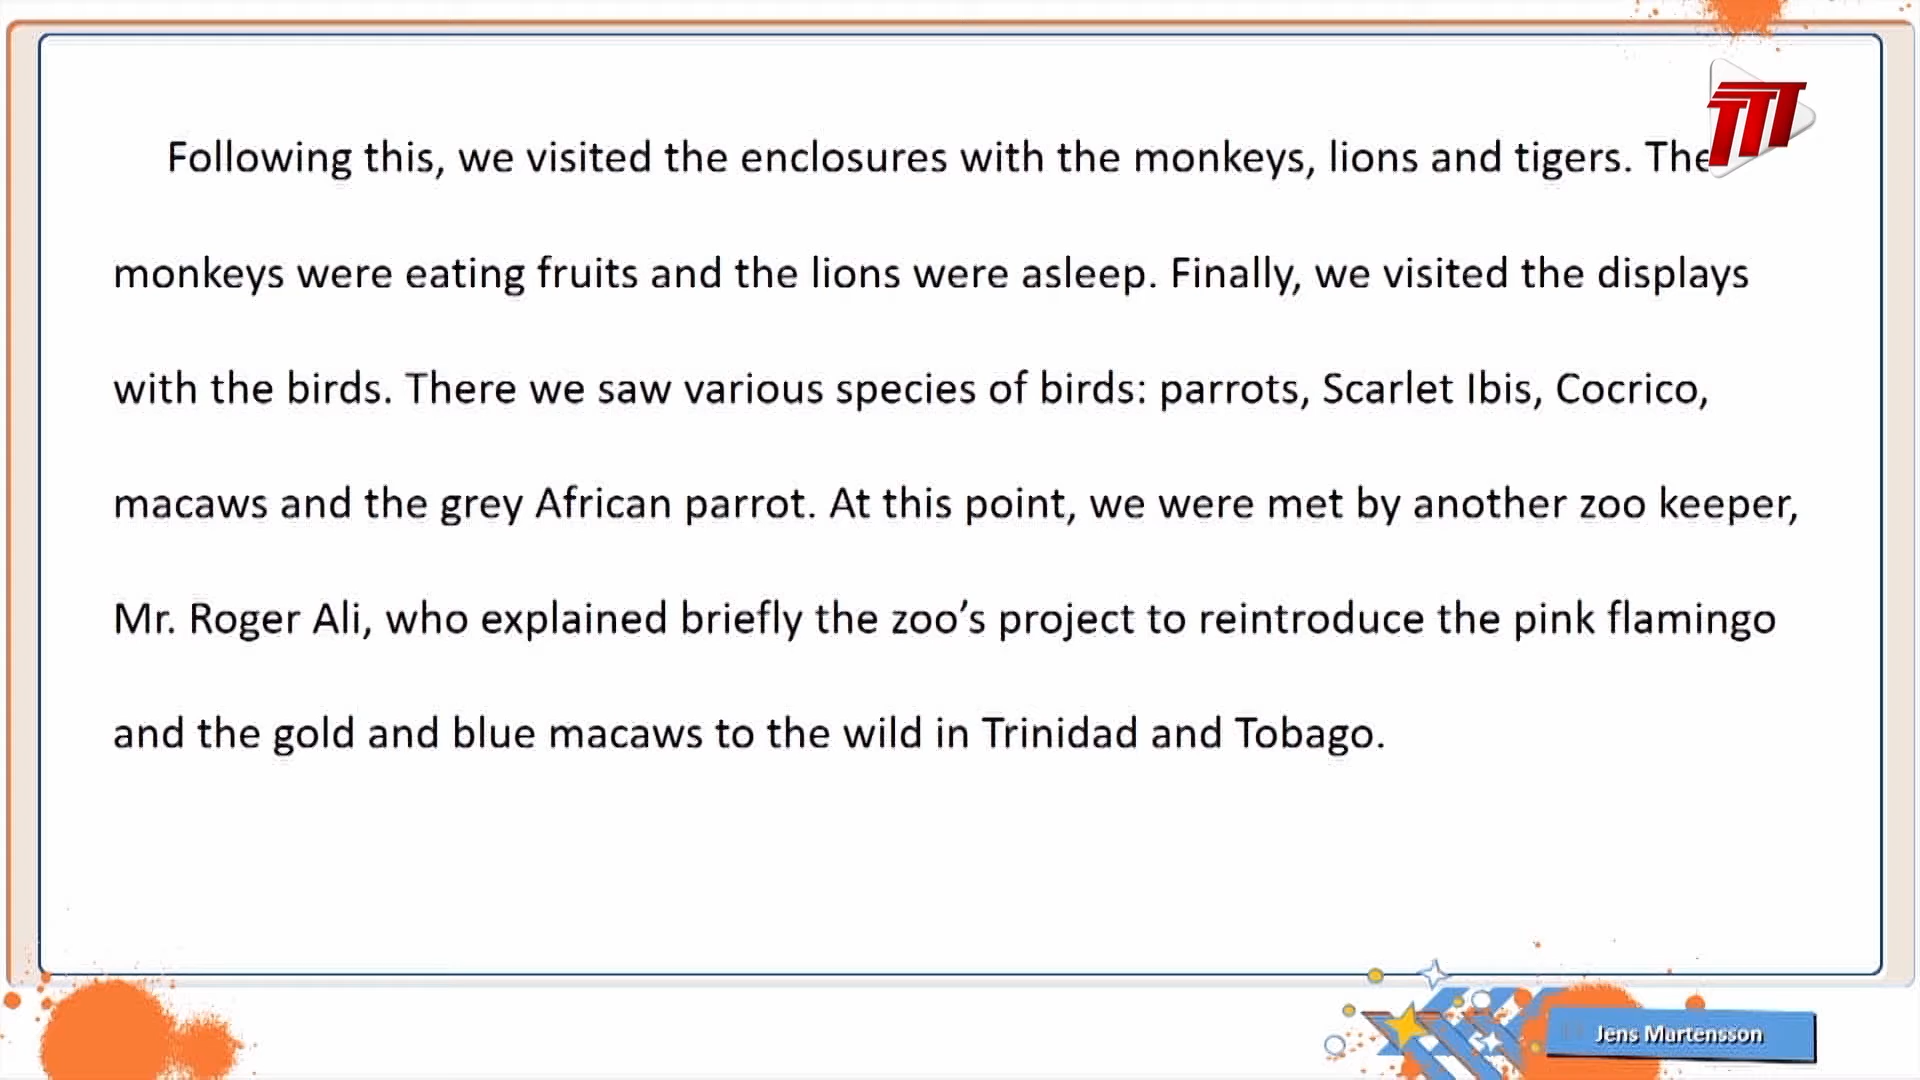 TTT
Following this, we visited the enclosures with the monkeys, lions and tigers. The
monkeys were eating fruits and the lions were asleep. Finally, we visited the displays
with the birds. There we saw various species of birds: parrots, Scarlet Ibis, Cocrico,
macaws and the grey African parrot. At this point, we were met by another zoo keeper,
Mr. Roger Ali, who explained briefly the zoo’s project to reintroduce the pink flamingo
and the gold and blue macaws to the wild in Trinidad and Tobago.
Jens Martensson